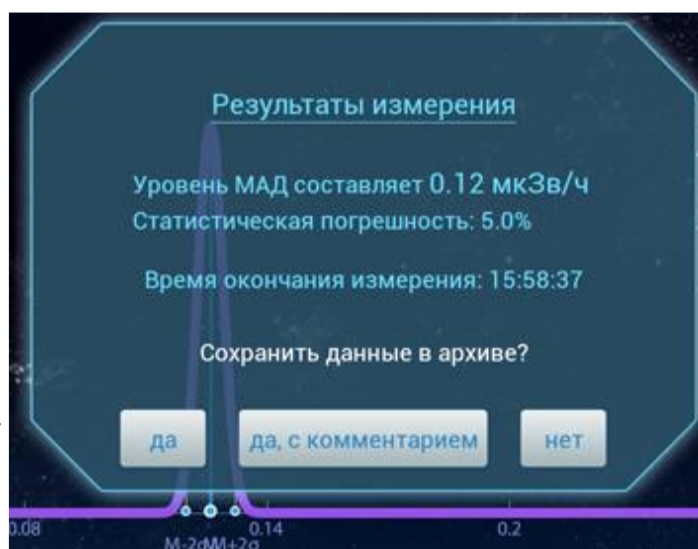 Результаты измерения
Уровень МАД составляет 0.12 мкЗв/ч
Статистическая погрешность: 5.0%
Время окончания измерения: 15:58:37
Сохранить данные в архиве?
да да, с комментарием нет
0.08 0.14 0.2
M+2σ